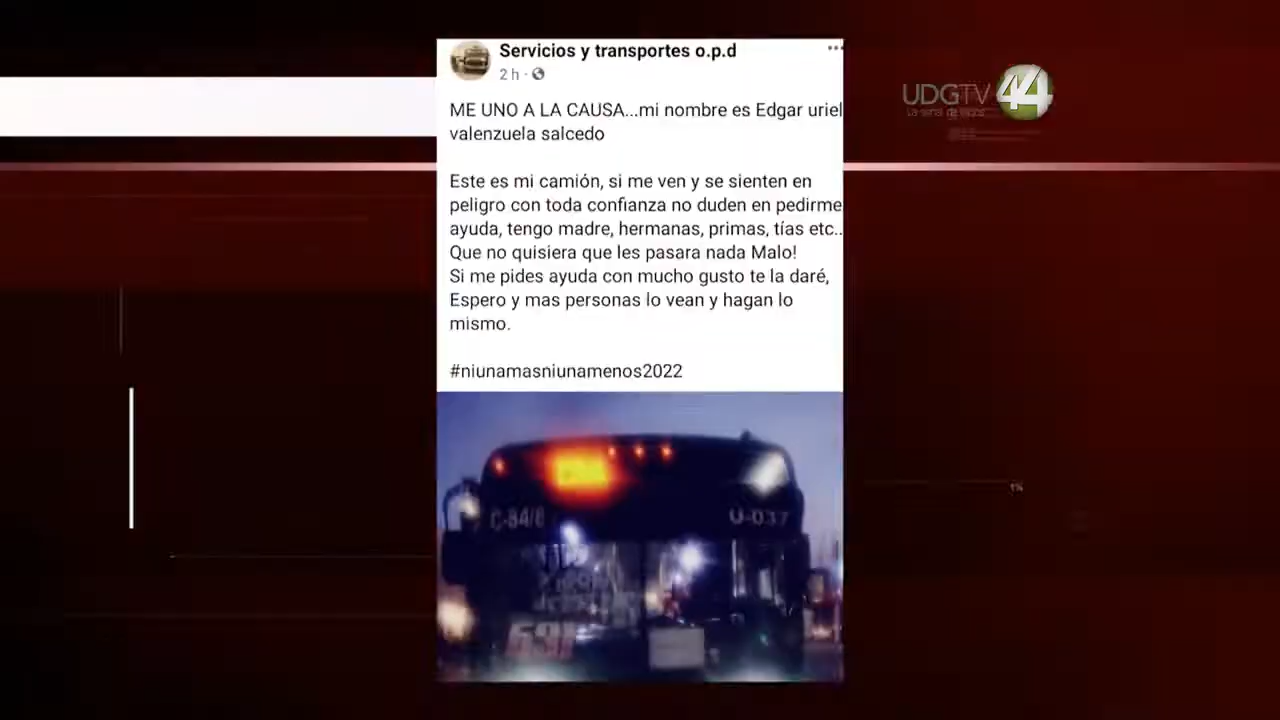 Servicios y transportes o.p.d
2 h
ME UNO A LA CAUSA...mi nombre es Edgar uriel
valenzuela salcedo
Este es mi camión, si me ven y se sienten en
peligro con toda confianza no duden en pedirme
ayuda, tengo madre, hermanas, primas, tías etc..
Que no quisiera que les pasara nada Malo!
Si me pides ayuda con mucho gusto te la daré,
Espero y mas personas lo vean y hagan lo
mismo.
#niunamasniunamenos2022
U-037
UDGTV 44